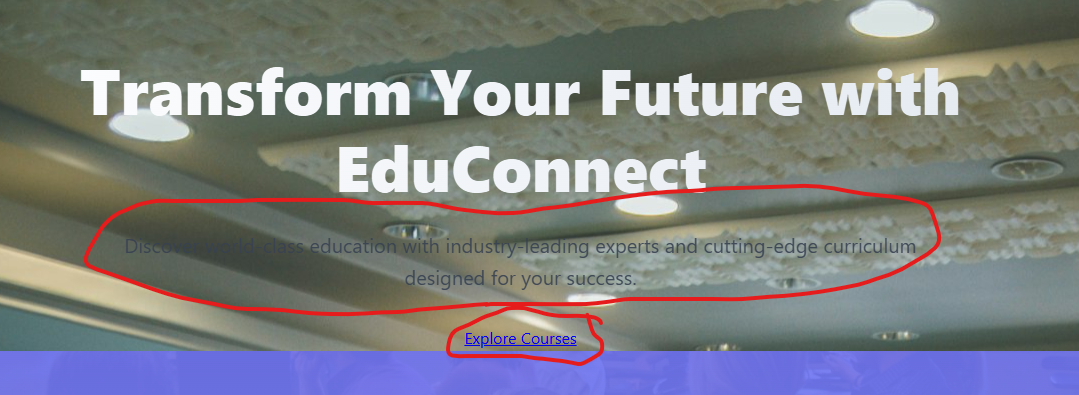 Transform Your Future with
EduConnect
Discover world-class education with industry-leading experts and cutting-edge curriculum
designed for your success.
Explore Courses